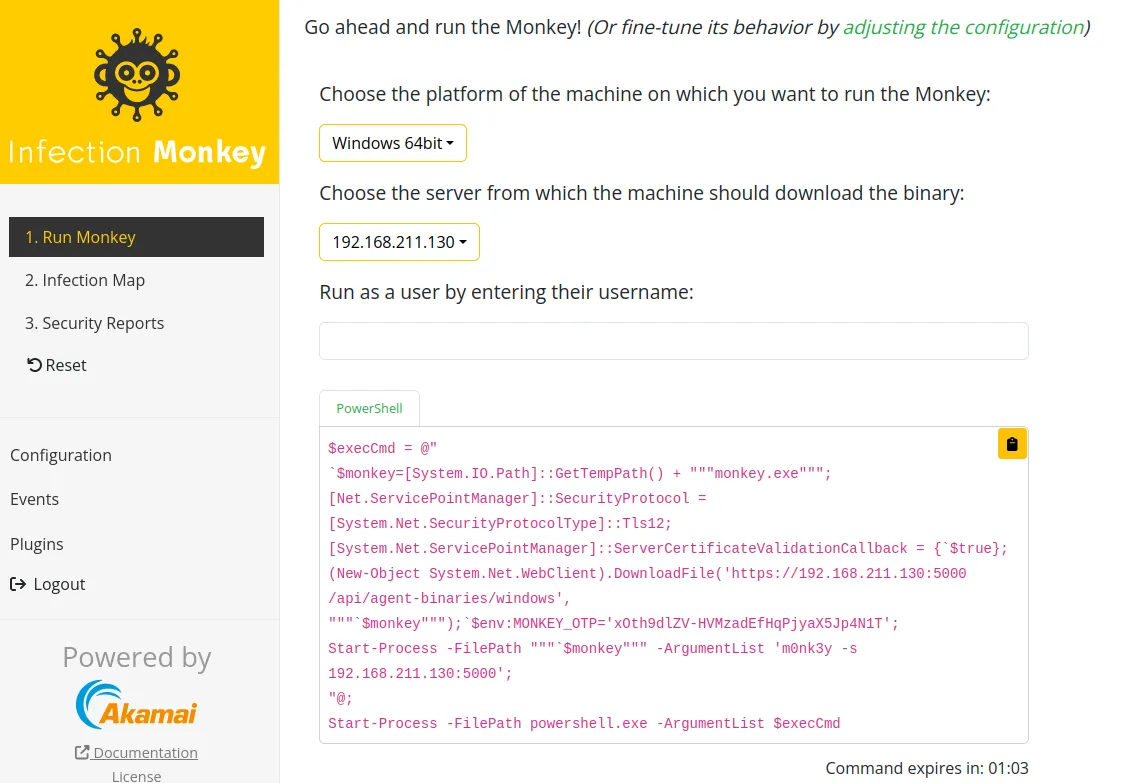 Infection Monkey
1. Run Monkey
2. Infection Map
3. Security Reports
Reset
Configuration
Events
Plugins
Logout
Powered by
Akamai
Documentation
License
Go ahead and run the Monkey! (Or fine-tune its behavior by adjusting the configuration)
Choose the platform of the machine on which you want to run the Monkey:
Windows 64bit
Choose the server from which the machine should download the binary:
192.168.211.130
Run as a user by entering their username:
PowerShell
$execCmd = @"
`$monkey=[System.IO.Path]::GetTempPath() + """monkey.exe""";
[Net.ServicePointManager]::SecurityProtocol =
[System.Net.SecurityProtocolType]::Tls12;
[System.Net.ServicePointManager]::ServerCertificateValidationCallback = {`$true};
(New-Object System.Net.WebClient).DownloadFile('https://192.168.211.130:5000
/api/agent-binaries/windows',
"""`$monkey""");`$env:MONKEY_OTP='xOth9dlZV-HVMzadEfHqPjyaX5Jp4N1T';
Start-Process -FilePath """`$monkey""" -ArgumentList 'm0nk3y -s
192.168.211.130:5000';
"@;
Start-Process -FilePath powershell.exe -ArgumentList $execCmd
Command expires in: 01:03